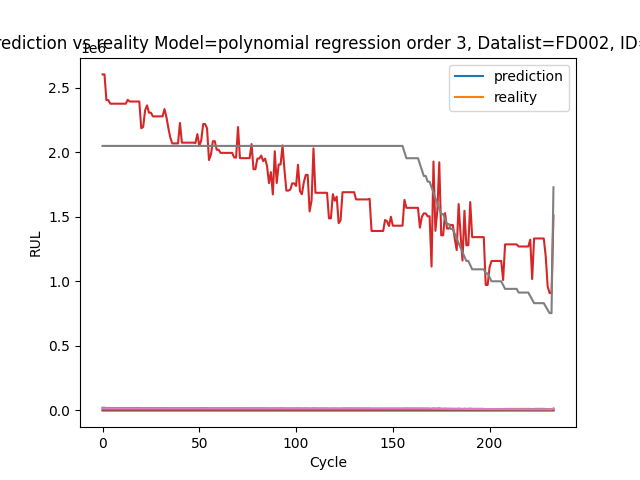 rediction vs reality Model=polynomial regression order 3, Datalist=FD002, ID=
1e6
prediction
reality
2.5
2.0
1.5
1.0
0.5
0.0
RUL
0 50 100 150 200
Cycle